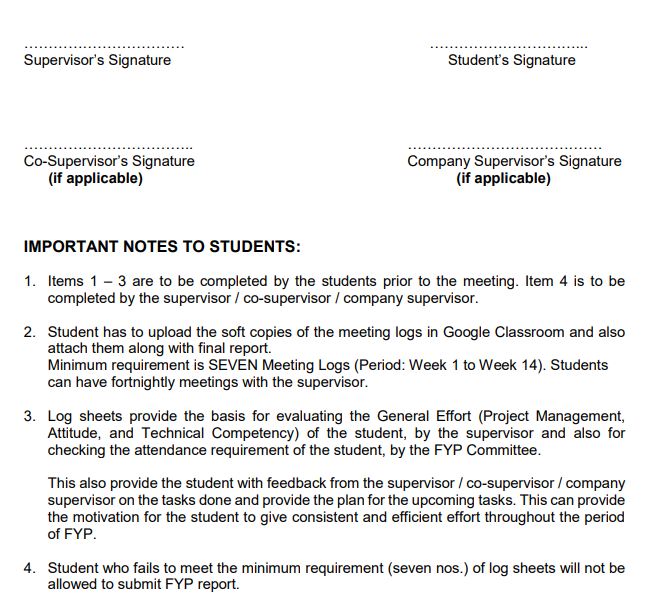 ……………………………
Supervisor’s Signature
…………………………...
Student’s Signature
……………………………..
Co-Supervisor’s Signature
(if applicable)
…………………………………
Company Supervisor’s Signature
(if applicable)
IMPORTANT NOTES TO STUDENTS:
1. Items 1 – 3 are to be completed by the students prior to the meeting. Item 4 is to be
completed by the supervisor / co-supervisor / company supervisor.
2. Student has to upload the soft copies of the meeting logs in Google Classroom and also
attach them along with final report.
Minimum requirement is SEVEN Meeting Logs (Period: Week 1 to Week 14). Students
can have fortnightly meetings with the supervisor.
3. Log sheets provide the basis for evaluating the General Effort (Project Management,
Attitude, and Technical Competency) of the student, by the supervisor and also for
checking the attendance requirement of the student, by the FYP Committee.
This also provide the student with feedback from the supervisor / co-supervisor / company
supervisor on the tasks done and provide the plan for the upcoming tasks. This can provide
the motivation for the student to give consistent and efficient effort throughout the period
of FYP.
4. Student who fails to meet the minimum requirement (seven nos.) of log sheets will not be
allowed to submit FYP report.